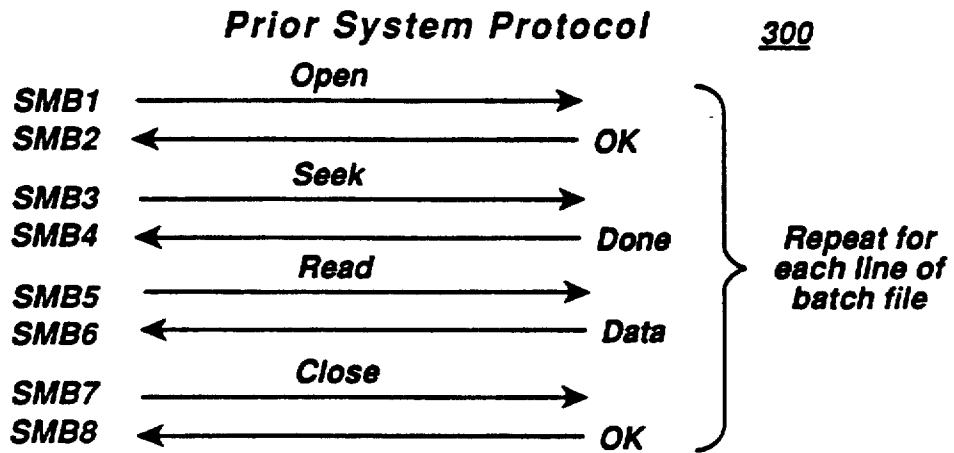 Prior System Protocol 300
Open
SMB1
SMB2 OK
Seek
SMB3
SMB4 Done
Read
SMB5
SMB6 Data
Close
SMB7
SMB8 OK
Repeat for
each line of
batch file